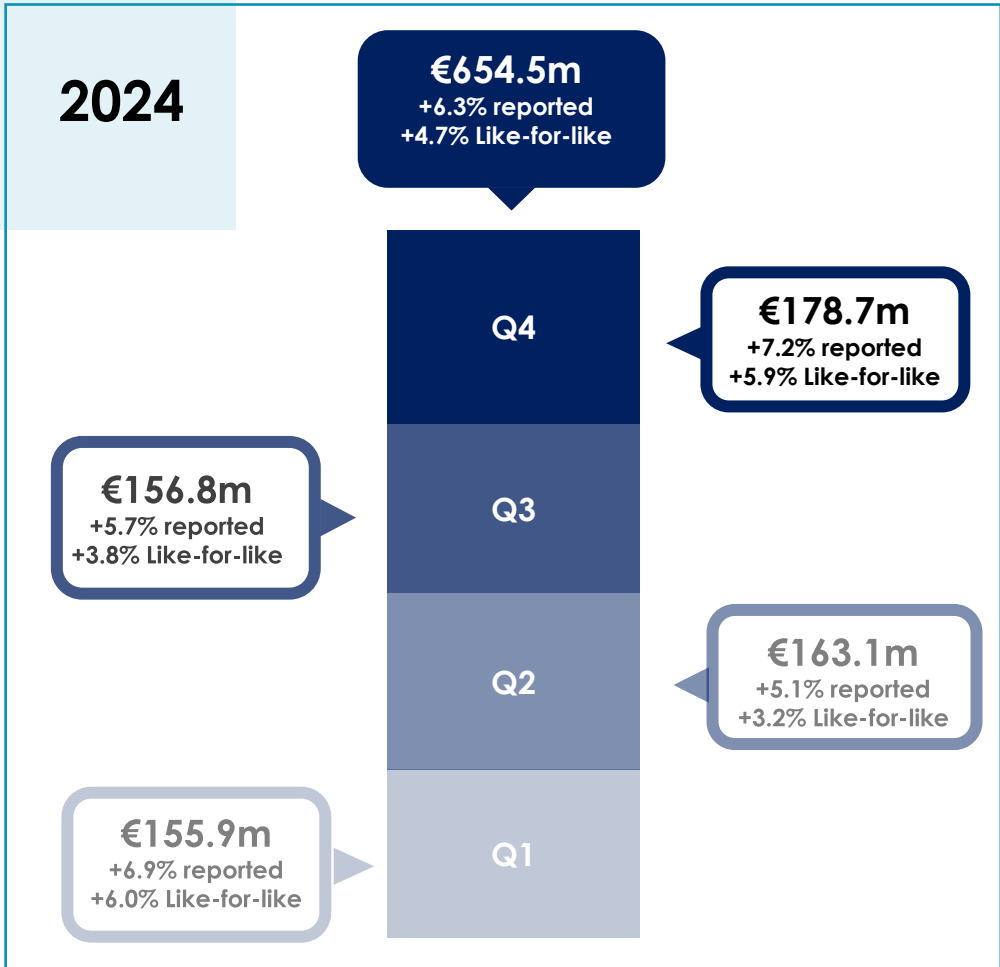 2024
€654.5m
+6.3% reported
+4.7% Like-for-like
Q4
€178.7m
+7.2% reported
+5.9% Like-for-like
€156.8m
+5.7% reported
+3.8% Like-for-like
Q3
Q2
€163.1m
+5.1% reported
+3.2% Like-for-like
€155.9m
+6.9% reported
+6.0% Like-for-like
Q1